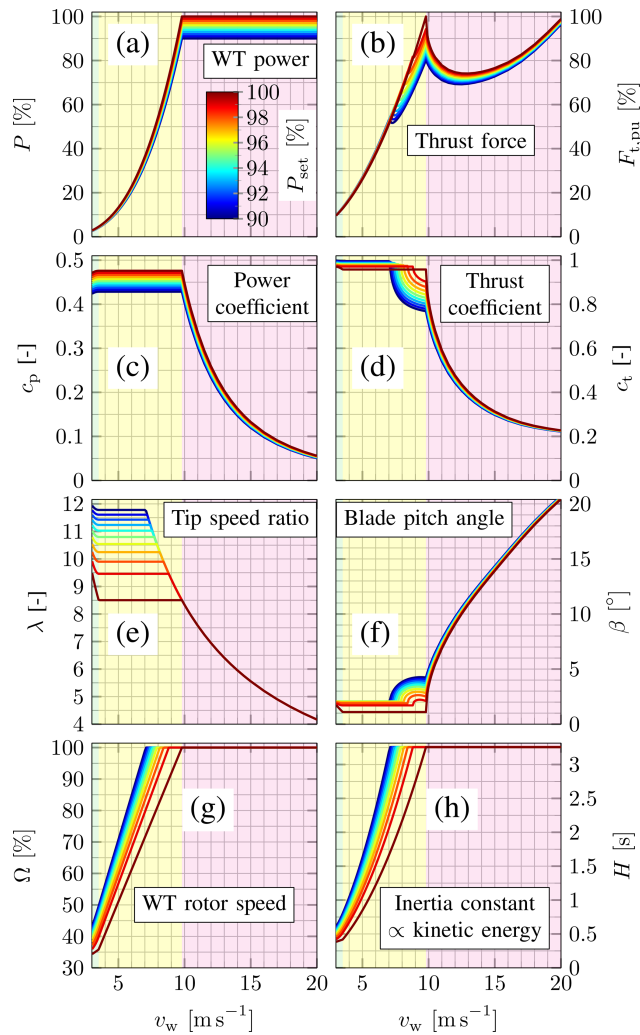 100
80
60
40
20
0
P [%]
(a)
WT power
100
98
96
94
92
90
P_set [%]
(b)
Thrust force
100
80
60
40
20
0
F_t,pu [%]
0.5
0.4
0.3
0.2
0.1
0
c_p [-]
Power
coefficient
(c)
Thrust
coefficient
(d)
1
0.8
0.6
0.4
0.2
0
c_t [-]
12
11
10
9
8
7
6
5
4
λ [-]
Tip speed ratio
(e)
Blade pitch angle
(f)
20
15
10
5
0
β [°]
100
90
80
70
60
50
40
30
Ω [%]
(g)
WT rotor speed
(h)
Inertia constant
∝ kinetic energy
3
2.5
2
1.5
1
0.5
0
H [s]
5 10 15 20
5 10 15 20
v_w [m s⁻¹]
v_w [m s⁻¹]